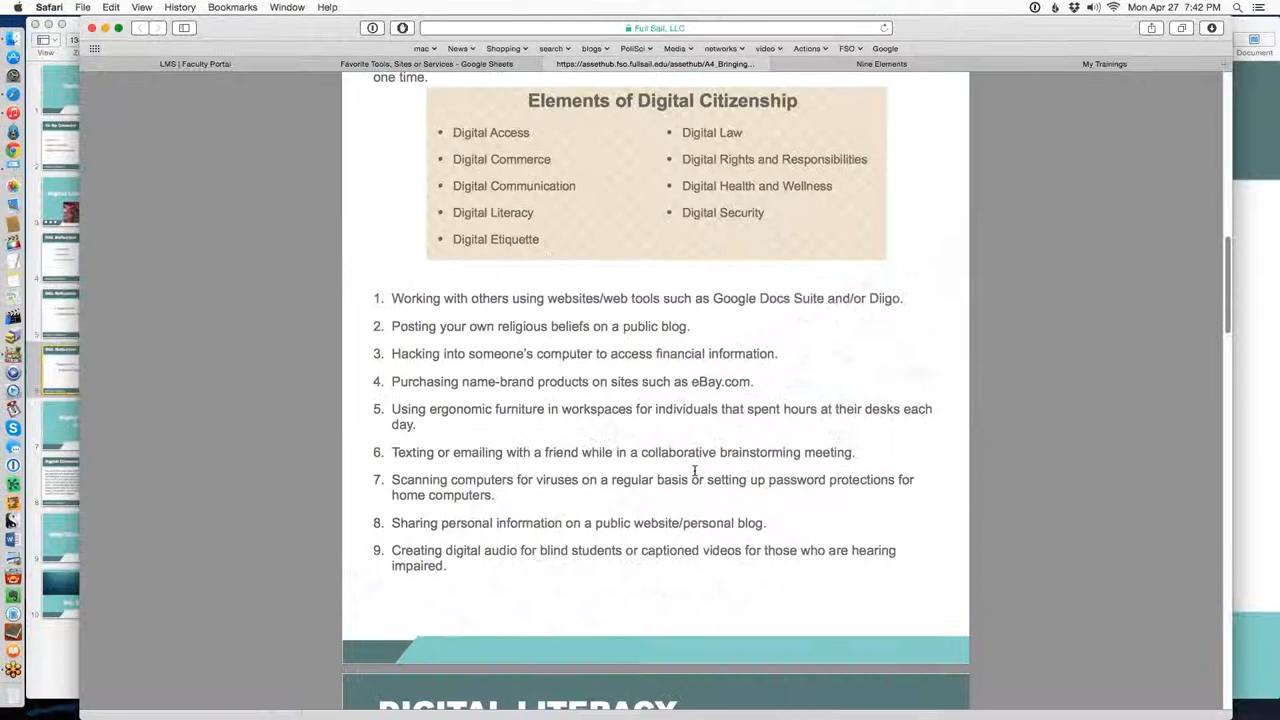 Safari File Edit View History Bookmarks Window Help
Mon Apr 27 7:42 PM
Full Sail, LLC
View
Document
mac News Shopping search blogs PoliSci Media networks video Actions FSO Google
LMS | Faculty Portal
Favorite Tools, Sites or Services - Google Sheets
https://assethub.fso.fullsail.edu/assethub/A4_Bringing...
Nine Elements
My Trainings
one time.
Elements of Digital Citizenship
• Digital Access
• Digital Commerce
• Digital Communication
• Digital Literacy
• Digital Etiquette
• Digital Law
• Digital Rights and Responsibilities
• Digital Health and Wellness
• Digital Security
1. Working with others using websites/web tools such as Google Docs Suite and/or Diigo.
2. Posting your own religious beliefs on a public blog.
3. Hacking into someone's computer to access financial information.
4. Purchasing name-brand products on sites such as eBay.com.
5. Using ergonomic furniture in workspaces for individuals that spent hours at their desks each
day.
6. Texting or emailing with a friend while in a collaborative brainstorming meeting.
7. Scanning computers for viruses on a regular basis or setting up password protections for
home computers.
8. Sharing personal information on a public website/personal blog.
9. Creating digital audio for blind students or captioned videos for those who are hearing
impaired.
DIGITAL LITERACY